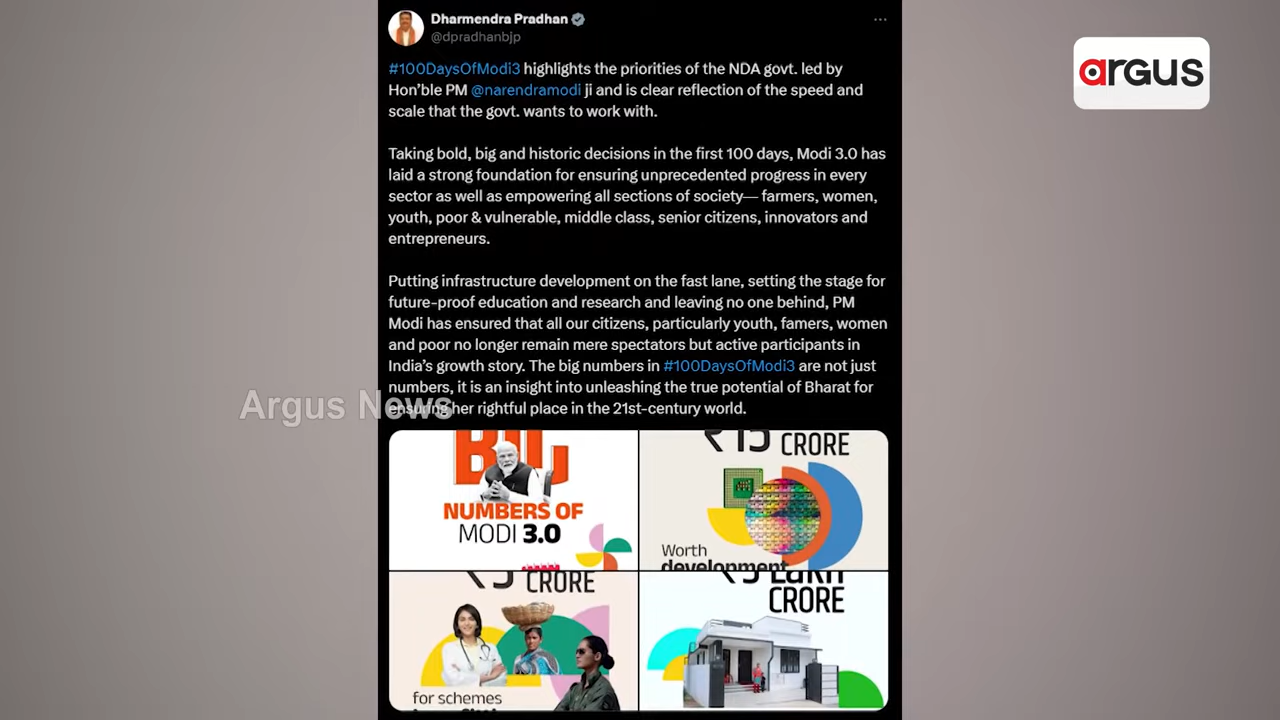 Dharmendra Pradhan
@dpradhanbjp
argus
#100DaysOfModi3 highlights the priorities of the NDA govt. led by
Hon'ble PM @narendramodi ji and is clear reflection of the speed and
scale that the govt. wants to work with.
Taking bold, big and historic decisions in the first 100 days, Modi 3.0 has
laid a strong foundation for ensuring unprecedented progress in every
sector as well as empowering all sections of society— farmers, women,
youth, poor & vulnerable, middle class, senior citizens, innovators and
entrepreneurs.
Putting infrastructure development on the fast lane, setting the stage for
future-proof education and research and leaving no one behind, PM
Modi has ensured that all our citizens, particularly youth, famers, women
and poor no longer remain mere spectators but active participants in
India's growth story. The big numbers in #100DaysOfModi3 are not just
numbers, it is an insight into unleashing the true potential of Bharat for
ensuring her rightful place in the 21st-century world.
Argus News
BIG
NUMBERS OF
MODI 3.0
CRORE
Worth
development
CRORE
for schemes
Lakh
CRORE